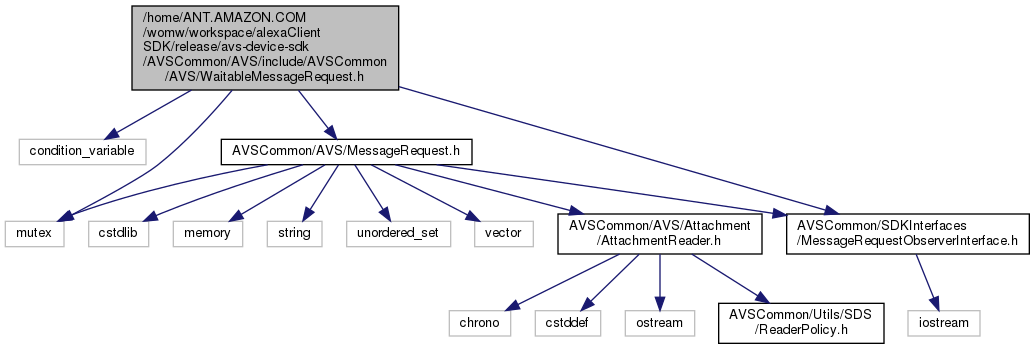 /home/ANT.AMAZON.COM
/womw/workspace/alexaClient
SDK/release/avs-device-sdk
/AVSCommon/AVS/include/AVSCommon
/AVS/WaitableMessageRequest.h
condition_variable
AVSCommon/AVS/MessageRequest.h
mutex
cstdlib
memory
string
unordered_set
vector
AVSCommon/AVS/Attachment
/AttachmentReader.h
AVSCommon/SDKInterfaces
/MessageRequestObserverInterface.h
chrono
cstddef
ostream
AVSCommon/Utils/SDS
/ReaderPolicy.h
iostream